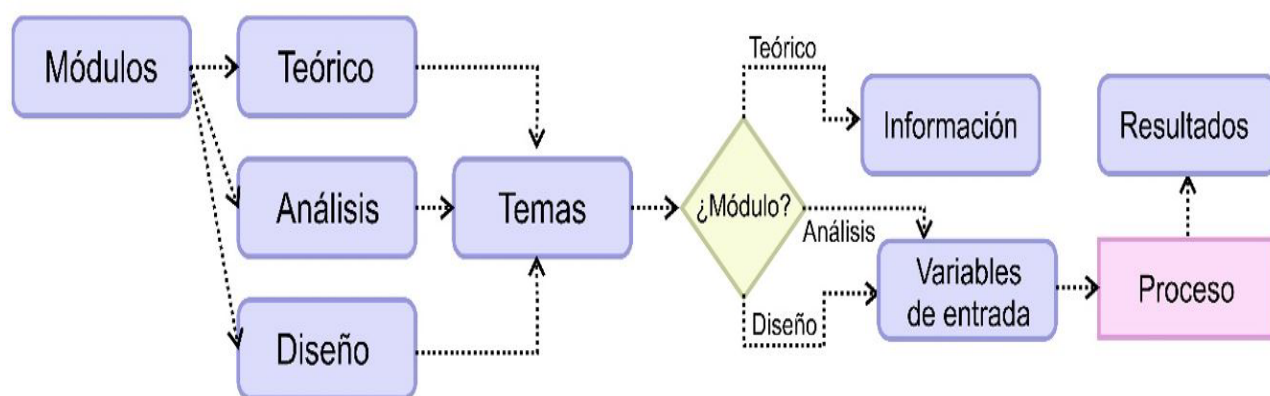 Módulos
Teórico
Análisis
Diseño
Temas
¿Módulo?
Teórico
Información
Análisis
Diseño
Variables
de entrada
Proceso
Resultados